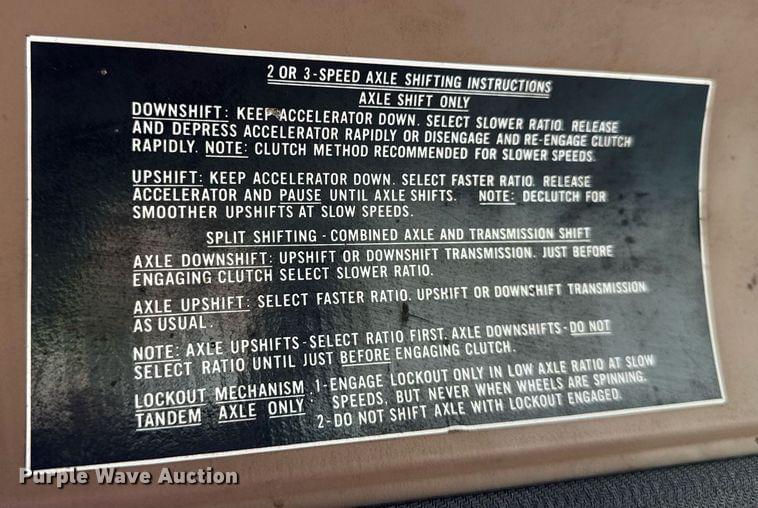 2 OR 3-SPEED AXLE SHIFTING INSTRUCTIONS
AXLE SHIFT ONLY
DOWNSHIFT: KEEP ACCELERATOR DOWN. SELECT SLOWER RATIO. RELEASE
AND DEPRESS ACCELERATOR RAPIDLY OR DISENGAGE AND RE-ENGAGE CLUTCH
RAPIDLY. NOTE: CLUTCH METHOD RECOMMENDED FOR SLOWER SPEEDS.
UPSHIFT: KEEP ACCELERATOR DOWN. SELECT FASTER RATIO. RELEASE
ACCELERATOR AND PAUSE UNTIL AXLE SHIFTS. NOTE: DECLUTCH FOR
SMOOTHER UPSHIFTS AT SLOW SPEEDS.
SPLIT SHIFTING - COMBINED AXLE AND TRANSMISSION SHIFT
AXLE DOWNSHIFT: UPSHIFT OR DOWNSHIFT TRANSMISSION. JUST BEFORE
ENGAGING CLUTCH SELECT SLOWER RATIO.
AXLE UPSHIFT: SELECT FASTER RATIO. UPSHIFT OR DOWNSHIFT TRANSMISSION
AS USUAL.
NOTE: AXLE UPSHIFTS-SELECT RATIO FIRST. AXLE DOWNSHIFTS-DO NOT
SELECT RATIO UNTIL JUST BEFORE ENGAGING CLUTCH.
LOCKOUT MECHANISM 1-ENGAGE LOCKOUT ONLY IN LOW AXLE RATIO AT SLOW
TANDEM AXLE ONLY : SPEEDS, BUT NEVER WHEN WHEELS ARE SPINNING.
2-DO NOT SHIFT AXLE WITH LOCKOUT ENGAGED.
Purple Wave Auction